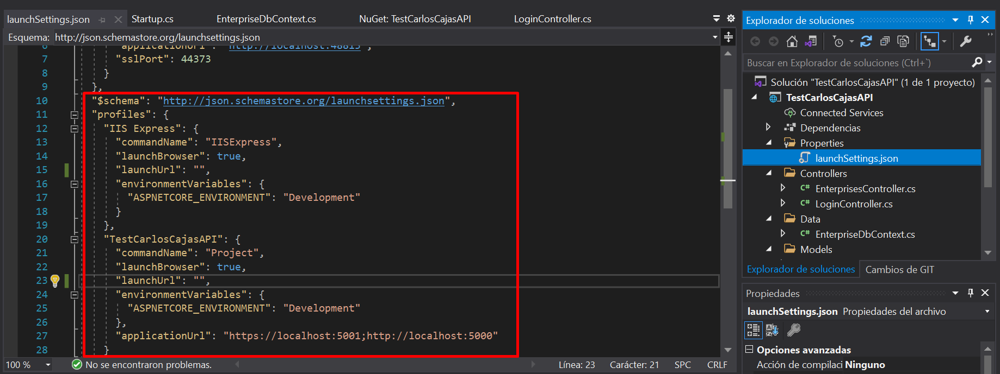 launchSettings.json
Startup.cs
EnterpriseDbContext.cs
NuGet: TestCarlosCajasAPI
LoginController.cs
Esquema: http://json.schemastore.org/launchsettings.json
7 "sslPort": 44373
8 }
9 },
10 "$schema": "http://json.schemastore.org/launchsettings.json",
11 "profiles": {
12 "IIS Express": {
13 "commandName": "IISExpress",
14 "launchBrowser": true,
15 "launchUrl": "",
16 "environmentVariables": {
17 "ASPNETCORE_ENVIRONMENT": "Development"
18 }
19 },
20 "TestCarlosCajasAPI": {
21 "commandName": "Project",
22 "launchBrowser": true,
23 "launchUrl": "",
24 "environmentVariables": {
25 "ASPNETCORE_ENVIRONMENT": "Development"
26 },
27 "applicationUrl": "https://localhost:5001;http://localhost:5000"
28 }
100 %
No se encontraron problemas.
Línea: 23
Carácter: 21
SPC
CRLF
Explorador de soluciones
Buscar en Explorador de soluciones (Ctrl+`)
Solución "TestCarlosCajasAPI" (1 de 1 proyecto)
TestCarlosCajasAPI
Connected Services
Dependencias
Properties
launchSettings.json
Controllers
C# EnterprisesController.cs
C# LoginController.cs
Data
C# EnterpriseDbContext.cs
Models
Explorador de soluciones
Cambios de GIT
Propiedades
launchSettings.json Propiedades del archivo
Opciones avanzadas
Acción de compilaci Ninguno